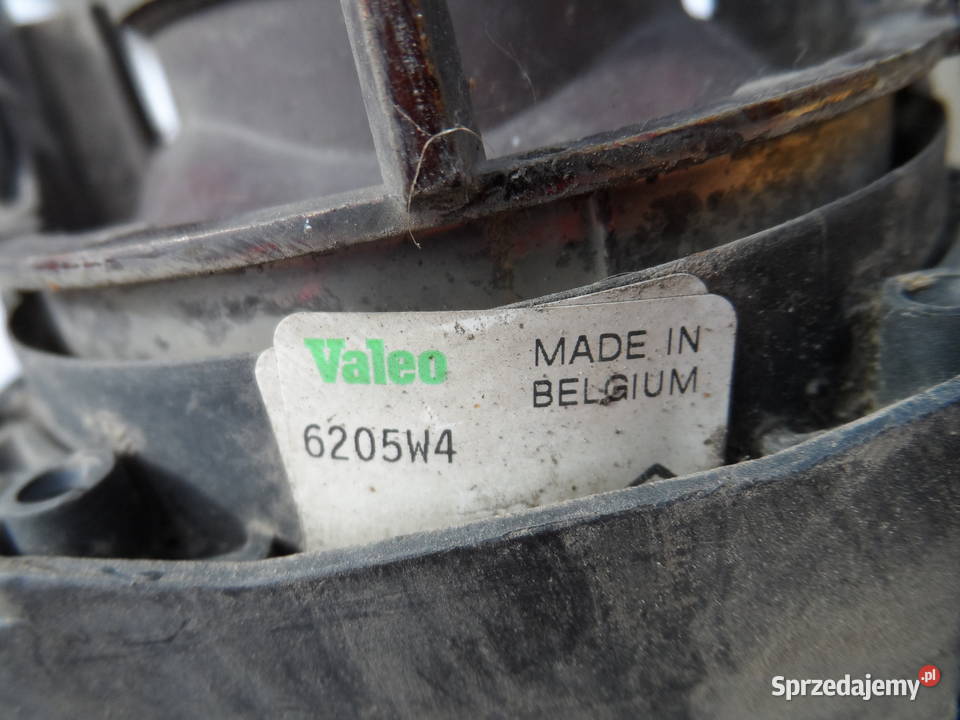 Valeo MADE IN
BELGIUM
6205W4
Sprzedajemy.pl